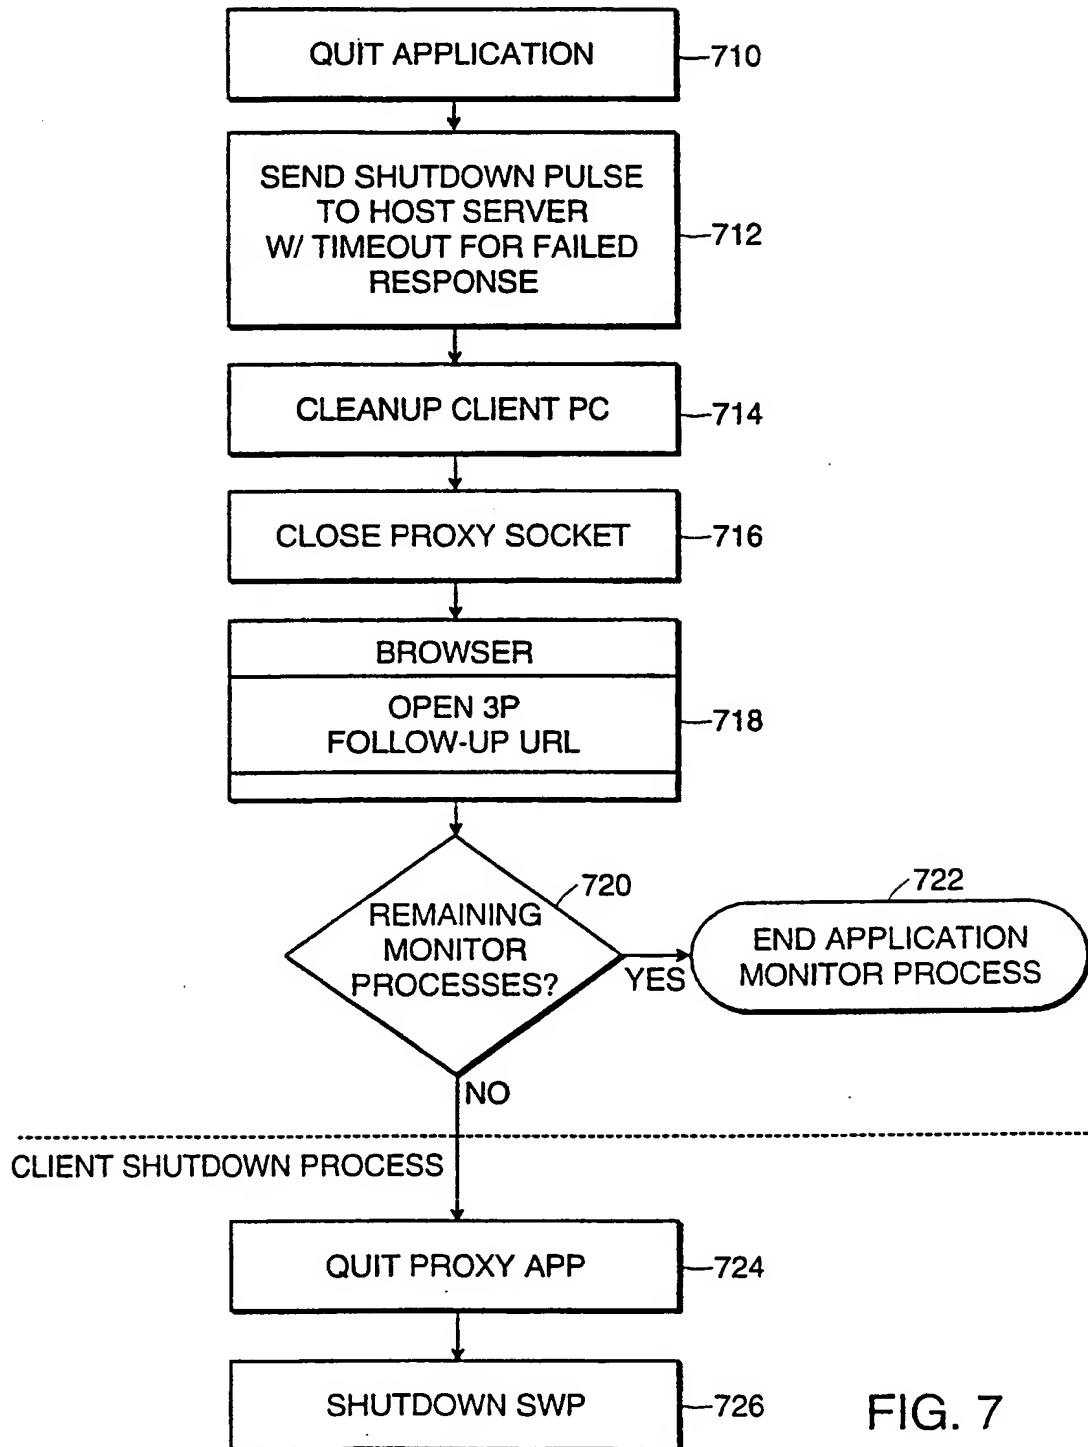 QUIT APPLICATION
710
SEND SHUTDOWN PULSE
TO HOST SERVER
W/ TIMEOUT FOR FAILED
RESPONSE
712
CLEANUP CLIENT PC
714
CLOSE PROXY SOCKET
716
BROWSER
OPEN 3P
FOLLOW-UP URL
718
720
REMAINING
MONITOR
PROCESSES?
YES
722
END APPLICATION
MONITOR PROCESS
NO
CLIENT SHUTDOWN PROCESS
QUIT PROXY APP
724
SHUTDOWN SWP
726
FIG. 7